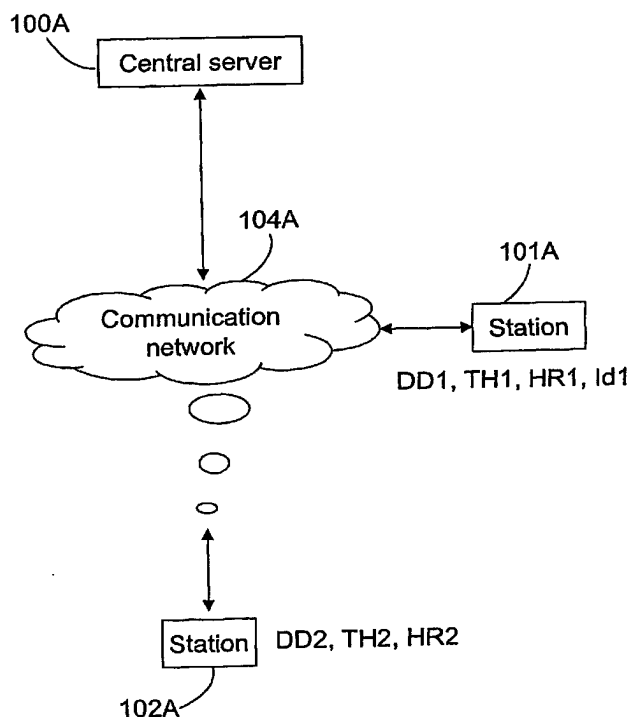 100A
Central server
104A
101A
Communication
network
Station
DD1, TH1, HR1, Id1
Station
DD2, TH2, HR2
102A